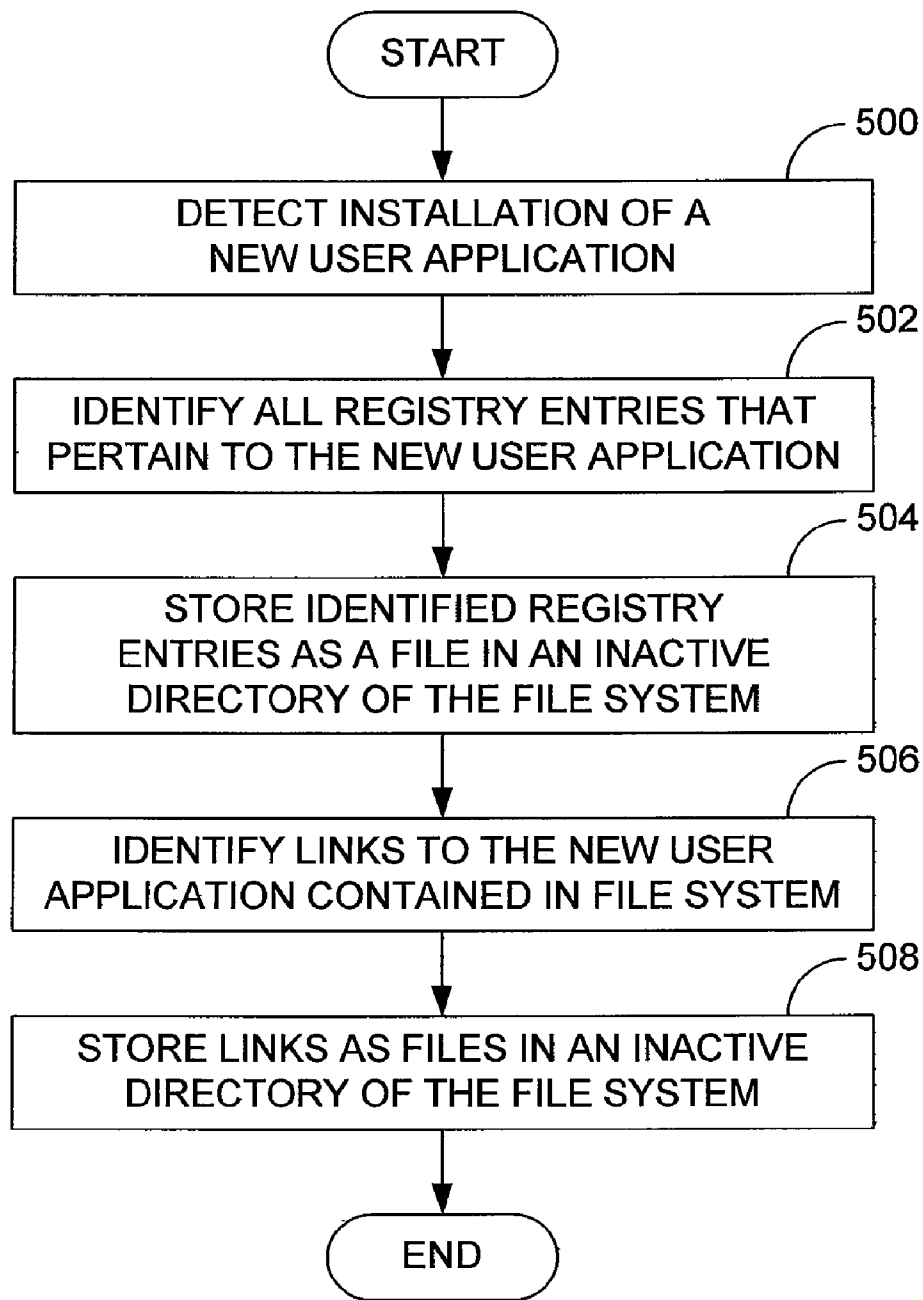 START
500
DETECT INSTALLATION OF A
NEW USER APPLICATION
502
IDENTIFY ALL REGISTRY ENTRIES THAT
PERTAIN TO THE NEW USER APPLICATION
504
STORE IDENTIFIED REGISTRY
ENTRIES AS A FILE IN AN INACTIVE
DIRECTORY OF THE FILE SYSTEM
506
IDENTIFY LINKS TO THE NEW USER
APPLICATION CONTAINED IN FILE SYSTEM
508
STORE LINKS AS FILES IN AN INACTIVE
DIRECTORY OF THE FILE SYSTEM
END